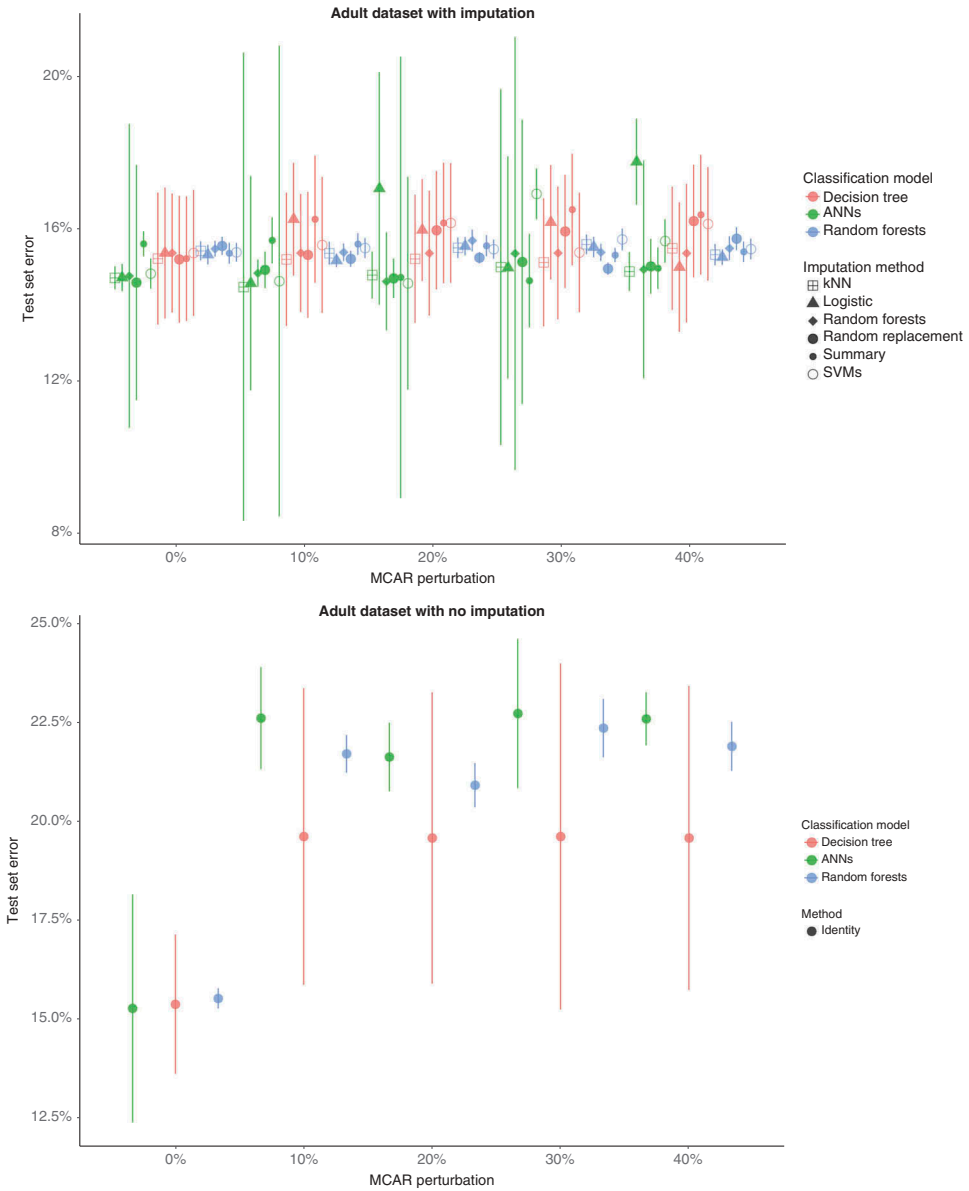 Adult dataset with imputation
20%
16%
12%
8%
Test set error
0%
10%
20%
30%
40%
MCAR perturbation
Classification model
Decision tree
ANNs
Random forests
Imputation method
kNN
Logistic
Random forests
Random replacement
Summary
SVMs
Adult dataset with no imputation
25.0%
22.5%
20.0%
17.5%
15.0%
12.5%
Test set error
0%
10%
20%
30%
40%
MCAR perturbation
Classification model
Decision tree
ANNs
Random forests
Method
Identity